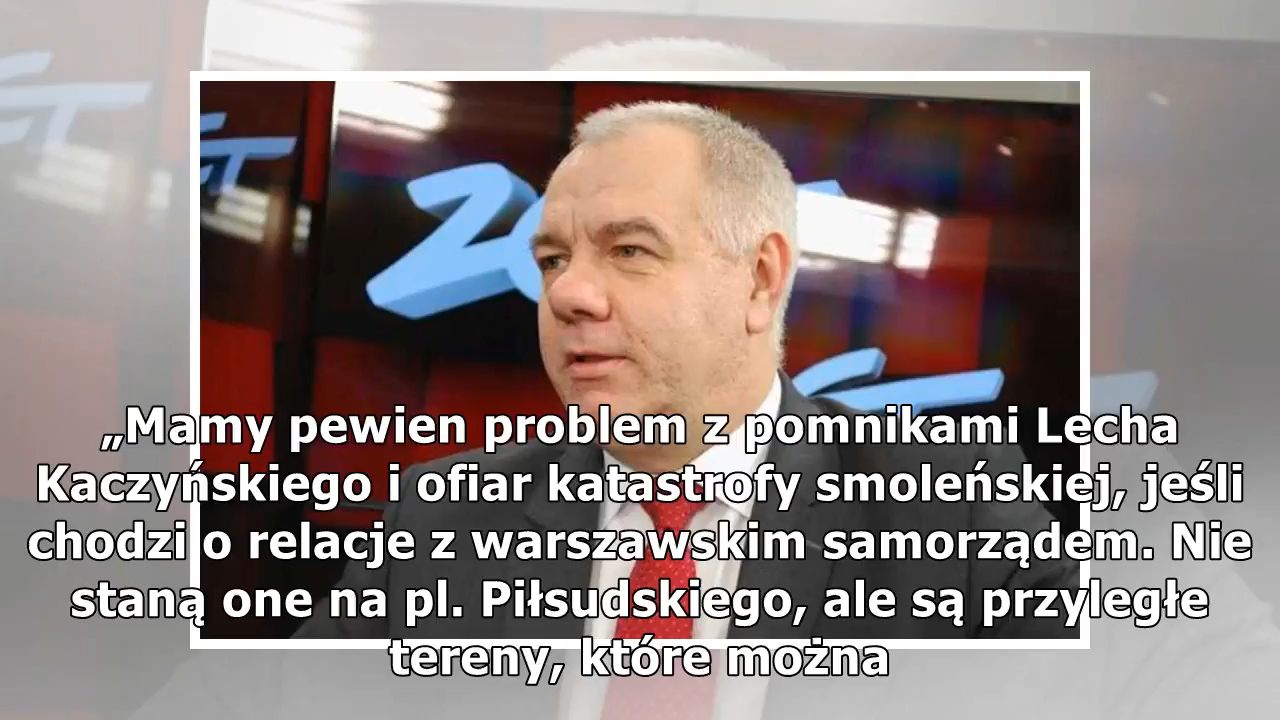 ZET
„Mamy pewien problem z pomnikami Lecha
Kaczyńskiego i ofiar katastrofy smoleńskiej, jeśli
chodzi o relacje z warszawskim samorządem. Nie
staną one na pl. Piłsudskiego, ale są przyległe
tereny, które można